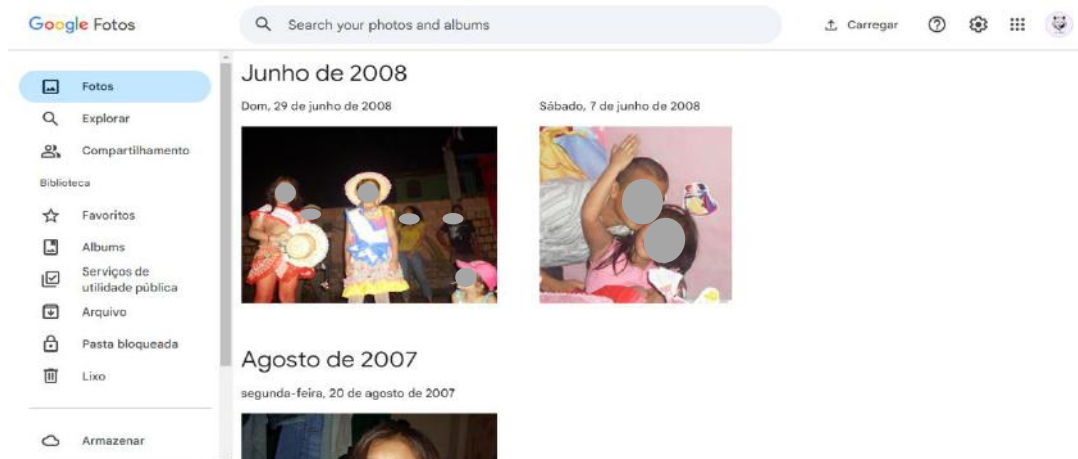 Google Fotos
Search your photos and albums
Carregar
Fotos
Explorar
Compartilhamento
Biblioteca
Favoritos
Albums
Serviços de
utilidade pública
Arquivo
Pasta bloqueada
Lixo
Armazenar
Junho de 2008
Dom, 29 de junho de 2008
Sábado, 7 de junho de 2008
Agosto de 2007
segunda-feira, 20 de agosto de 2007